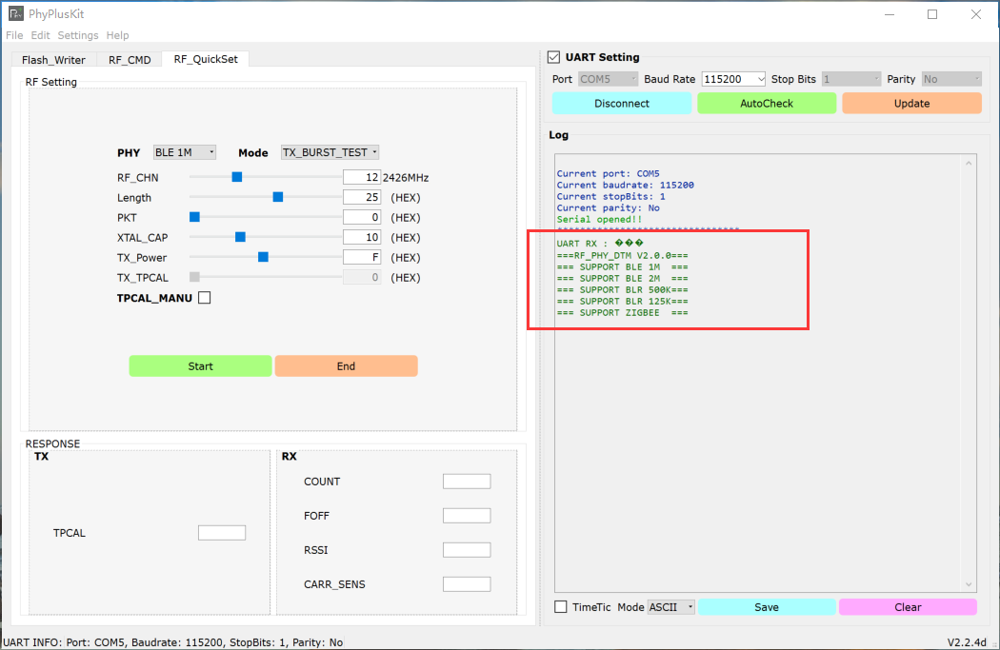 PhyPlusKit
File Edit Settings Help
Flash_Writer RF_CMD RF_QuickSet
RF Setting
PHY BLE 1M Mode TX_BURST_TEST
RF_CHN 12 2426MHz
Length 25 (HEX)
PKT 0 (HEX)
XTAL_CAP 10 (HEX)
TX_Power F (HEX)
TX_TPCAL 0 (HEX)
TPCAL_MANU
Start End
RESPONSE
TX
TPCAL
RX
COUNT
FOFF
RSSI
CARR_SENS
UART Setting
Port COM5 Baud Rate 115200 Stop Bits 1 Parity No
Disconnect AutoCheck Update
Log
Current port: COM5
Current baudrate: 115200
Current stopBits: 1
Current parity: No
Serial opened!!
********************************
UART RX : ���
===RF_PHY_DTM V2.0.0===
=== SUPPORT BLE 1M  ===
=== SUPPORT BLE 2M  ===
=== SUPPORT BLR 500K===
=== SUPPORT BLR 125K===
=== SUPPORT ZIGBEE  ===
TimeTic Mode ASCII Save Clear
UART INFO: Port: COM5, Baudrate: 115200, StopBits: 1, Parity: No
V2.2.4d